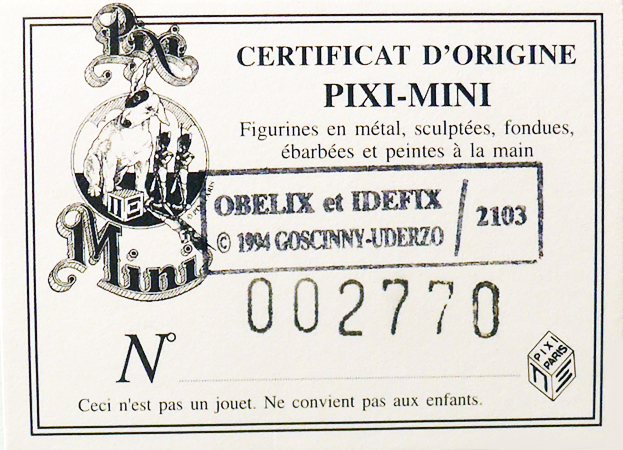 Pixi
Mini
CERTIFICAT D'ORIGINE
PIXI-MINI
Figurines en métal, sculptées, fondues,
ébarbées et peintes à la main
OBELIX et IDEFIX / 2103
© 1994 GOSCINNY-UDERZO
002770
N°
PIXI
PARIS
Ceci n'est pas un jouet. Ne convient pas aux enfants.